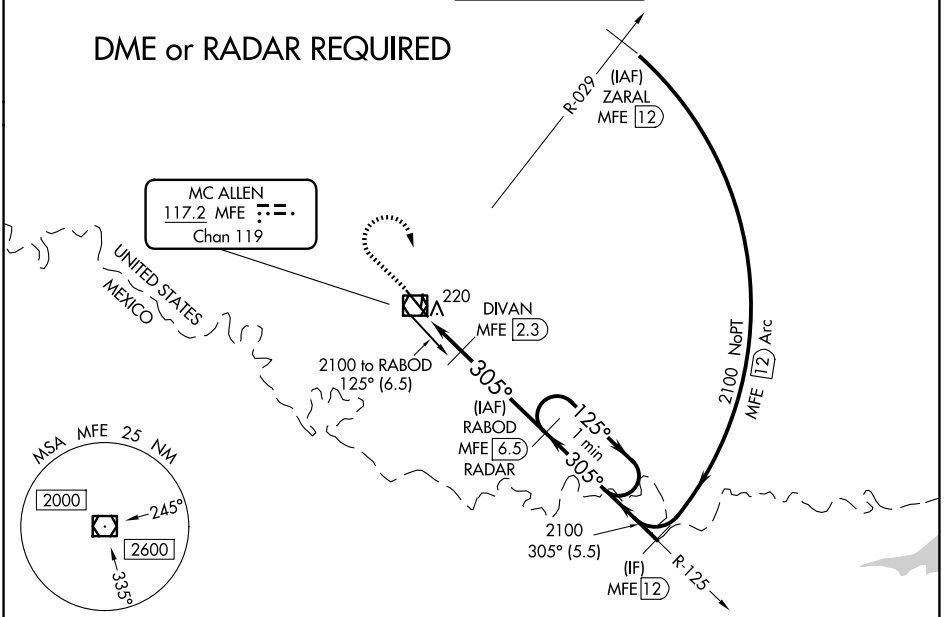 DME or RADAR REQUIRED
R-029
(IAF)
ZARAL
MFE 12
MC ALLEN
117.2 MFE
Chan 119
UNITED STATES
MEXICO
220
DIVAN
MFE 2.3
2100 to RABOD
125° (6.5)
305°
(IAF)
RABOD
MFE 6.5
RADAR
125°
1 min
305°
2100 NoPT
MFE 12 Arc
MSA MFE 25 NM
2000
245°
2600
335°
2100
305° (5.5)
(IF)
MFE 12
R-125